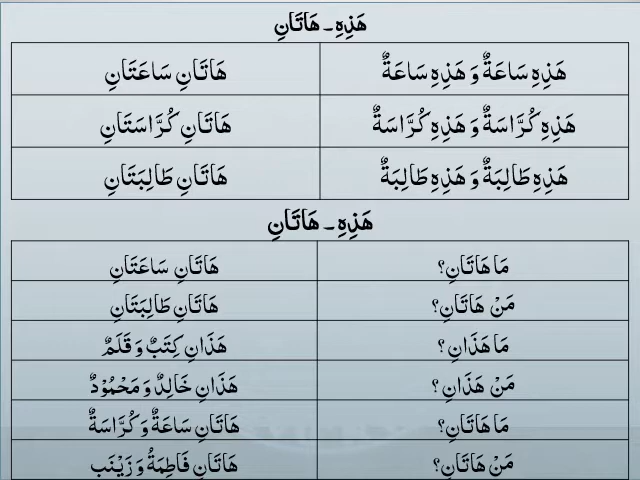 هَذِهِ - هَاتَانِ
هَذِهِ سَاعَةٌ وَ هَذِهِ سَاعَةٌ هَاتَانِ سَاعَتَانِ
هَذِهِ كُرَّاسَةٌ وَ هَذِهِ كُرَّاسَةٌ هَاتَانِ كُرَّاسَتَانِ
هَذِهِ طَالِبَةٌ وَ هَذِهِ طَالِبَةٌ هَاتَانِ طَالِبَتَانِ
هَذِهِ - هَاتَانِ
مَا هَاتَانِ؟ هَاتَانِ سَاعَتَانِ
مَنْ هَاتَانِ؟ هَاتَانِ طَالِبَتَانِ
مَا هَذَانِ؟ هَذَانِ كِتَبٌ وَ قَلَمٌ
مَنْ هَذَانِ؟ هَذَانِ خَالِدٌ وَ مَحْمُوْدٌ
مَا هَاتَانِ؟ هَاتَانِ سَاعَةٌ وَ كُرَّاسَةٌ
مَنْ هَاتَانِ؟ هَاتَانِ فَاطِمَةُ وَ زَيْنَب